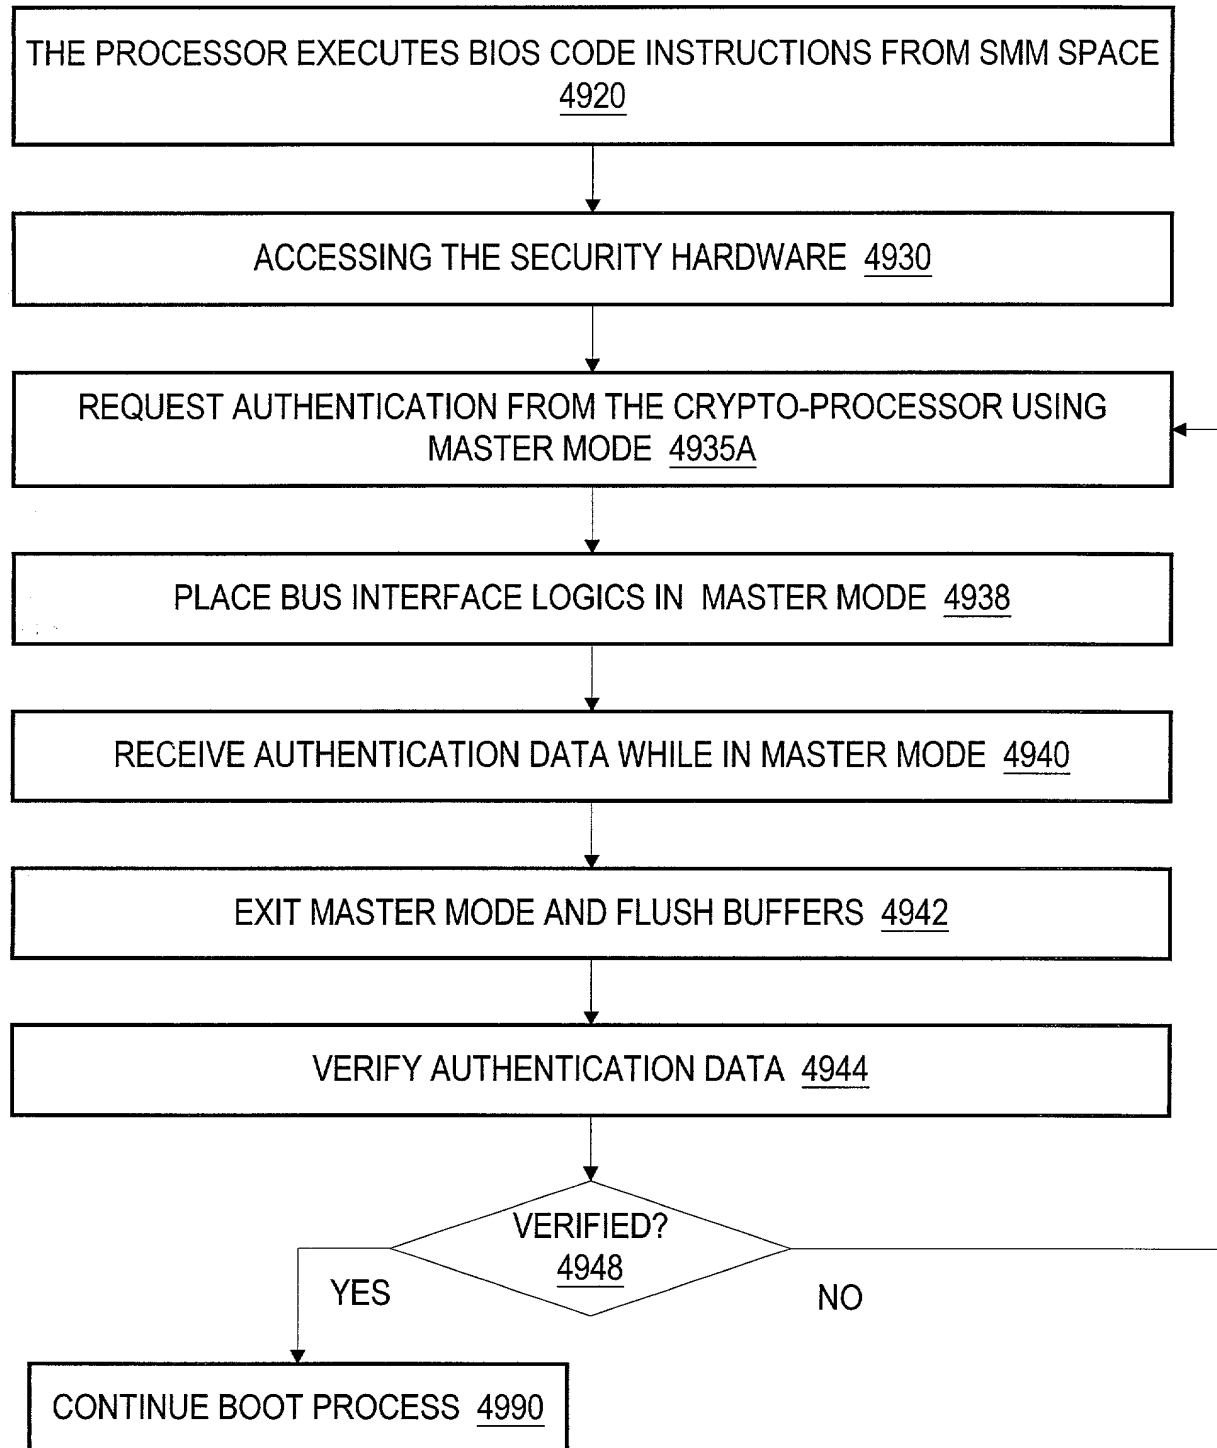 THE PROCESSOR EXECUTES BIOS CODE INSTRUCTIONS FROM SMM SPACE
4920
ACCESSING THE SECURITY HARDWARE 4930
REQUEST AUTHENTICATION FROM THE CRYPTO-PROCESSOR USING
MASTER MODE 4935A
PLACE BUS INTERFACE LOGICS IN MASTER MODE 4938
RECEIVE AUTHENTICATION DATA WHILE IN MASTER MODE 4940
EXIT MASTER MODE AND FLUSH BUFFERS 4942
VERIFY AUTHENTICATION DATA 4944
VERIFIED?
4948
YES
NO
CONTINUE BOOT PROCESS 4990